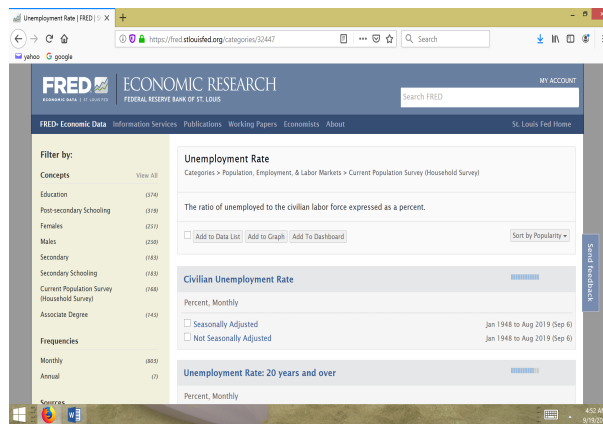 Unemployment Rate | FRED | S
https://fred.stlouisfed.org/categories/32447
Search
yahoo
google
FRED
ECONOMIC DATA | ST. LOUIS FED
ECONOMIC RESEARCH
FEDERAL RESERVE BANK OF ST. LOUIS
MY ACCOUNT
Search FRED
FRED® Economic Data Information Services Publications Working Papers Economists About St. Louis Fed Home
Filter by:
Concepts View All
Education (574)
Post-secondary Schooling (319)
Females (251)
Males (250)
Secondary (183)
Secondary Schooling (183)
Current Population Survey (168)
(Household Survey)
Associate Degree (143)
Frequencies
Monthly (803)
Annual (7)
Sources
Unemployment Rate
Categories > Population, Employment, & Labor Markets > Current Population Survey (Household Survey)
The ratio of unemployed to the civilian labor force expressed as a percent.
Add to Data List Add to Graph Add To Dashboard Sort by Popularity
Civilian Unemployment Rate
Percent, Monthly
Seasonally Adjusted Jan 1948 to Aug 2019 (Sep 6)
Not Seasonally Adjusted Jan 1948 to Aug 2019 (Sep 6)
Unemployment Rate: 20 years and over
Percent, Monthly
Send feedback
4:52 AM